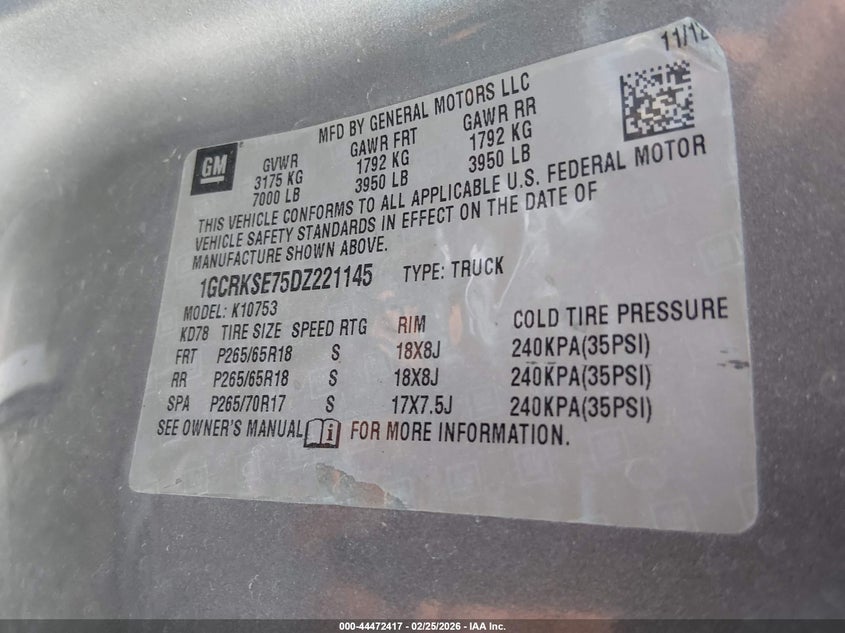 11/12
MFD BY GENERAL MOTORS LLC
GM
GVWR GAWR FRT GAWR RR
3175 KG 1792 KG 1792 KG
7000 LB 3950 LB 3950 LB
THIS VEHICLE CONFORMS TO ALL APPLICABLE U.S. FEDERAL MOTOR
VEHICLE SAFETY STANDARDS IN EFFECT ON THE DATE OF
MANUFACTURE SHOWN ABOVE.
1GCRKSE75DZ221145 TYPE: TRUCK
MODEL: K10753
KD78 TIRE SIZE SPEED RTG RIM COLD TIRE PRESSURE
FRT P265/65R18 S 18X8J 240KPA(35PSI)
RR P265/65R18 S 18X8J 240KPA(35PSI)
SPA P265/70R17 S 17X7.5J 240KPA(35PSI)
SEE OWNER'S MANUAL FOR MORE INFORMATION.
000-44472417 - 02/25/2026 - IAA Inc.